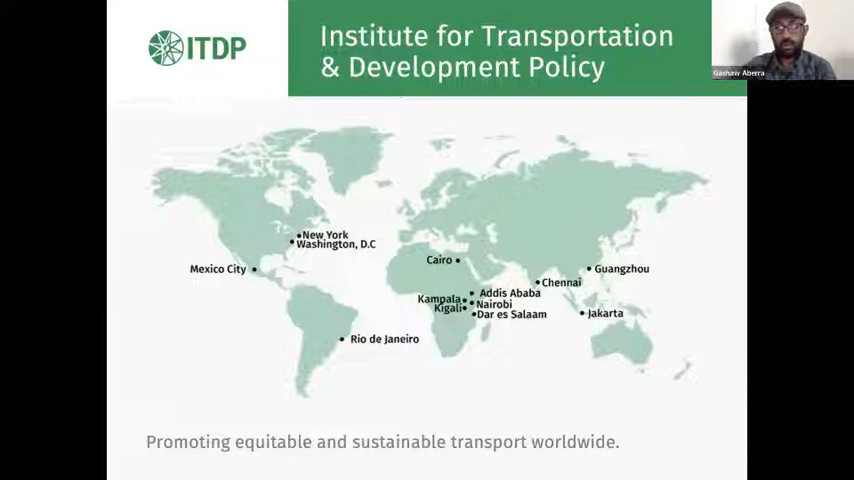 ITDP
Institute for Transportation
& Development Policy
Gashaw Aberra
New York
Washington, D.C
Mexico City
Cairo
Guangzhou
Chennai
Addis Ababa
Kampala
Nairobi
Kigali
Dar es Salaam
Jakarta
Rio de Janeiro
Promoting equitable and sustainable transport worldwide.